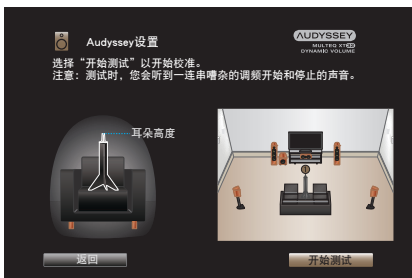 Audyssey设置
AUDYSSEY
MULTEQ XT32
DYNAMIC VOLUME
选择“开始测试”以开始校准。
注意：测试时，您会听到一连串嘈杂的调频开始和停止的声音。
耳朵高度
返回
开始测试